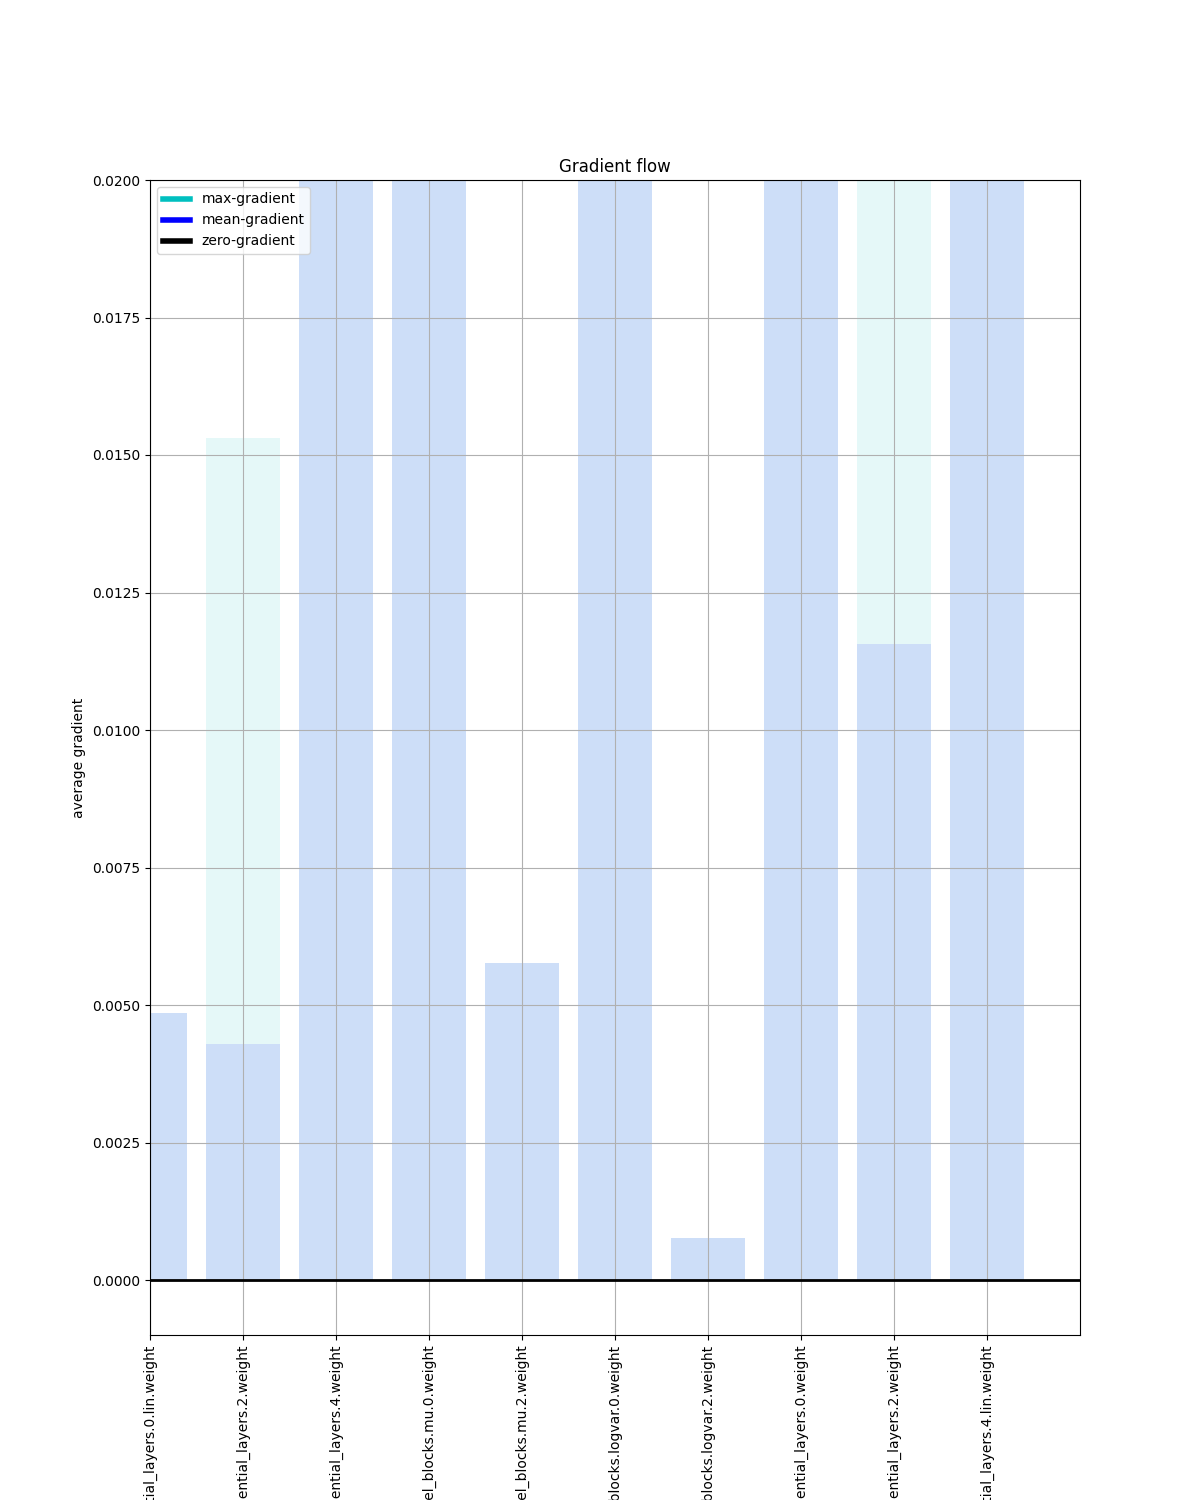 Gradient flow
max-gradient
mean-gradient
zero-gradient
0.0200
0.0175
0.0150
0.0125
0.0100
0.0075
0.0050
0.0025
0.0000
average gradient
tial_layers.0.lin.weight
ential_layers.2.weight
ential_layers.4.weight
el_blocks.mu.0.weight
el_blocks.mu.2.weight
blocks.logvar.0.weight
blocks.logvar.2.weight
ential_layers.0.weight
ential_layers.2.weight
tial_layers.4.lin.weight